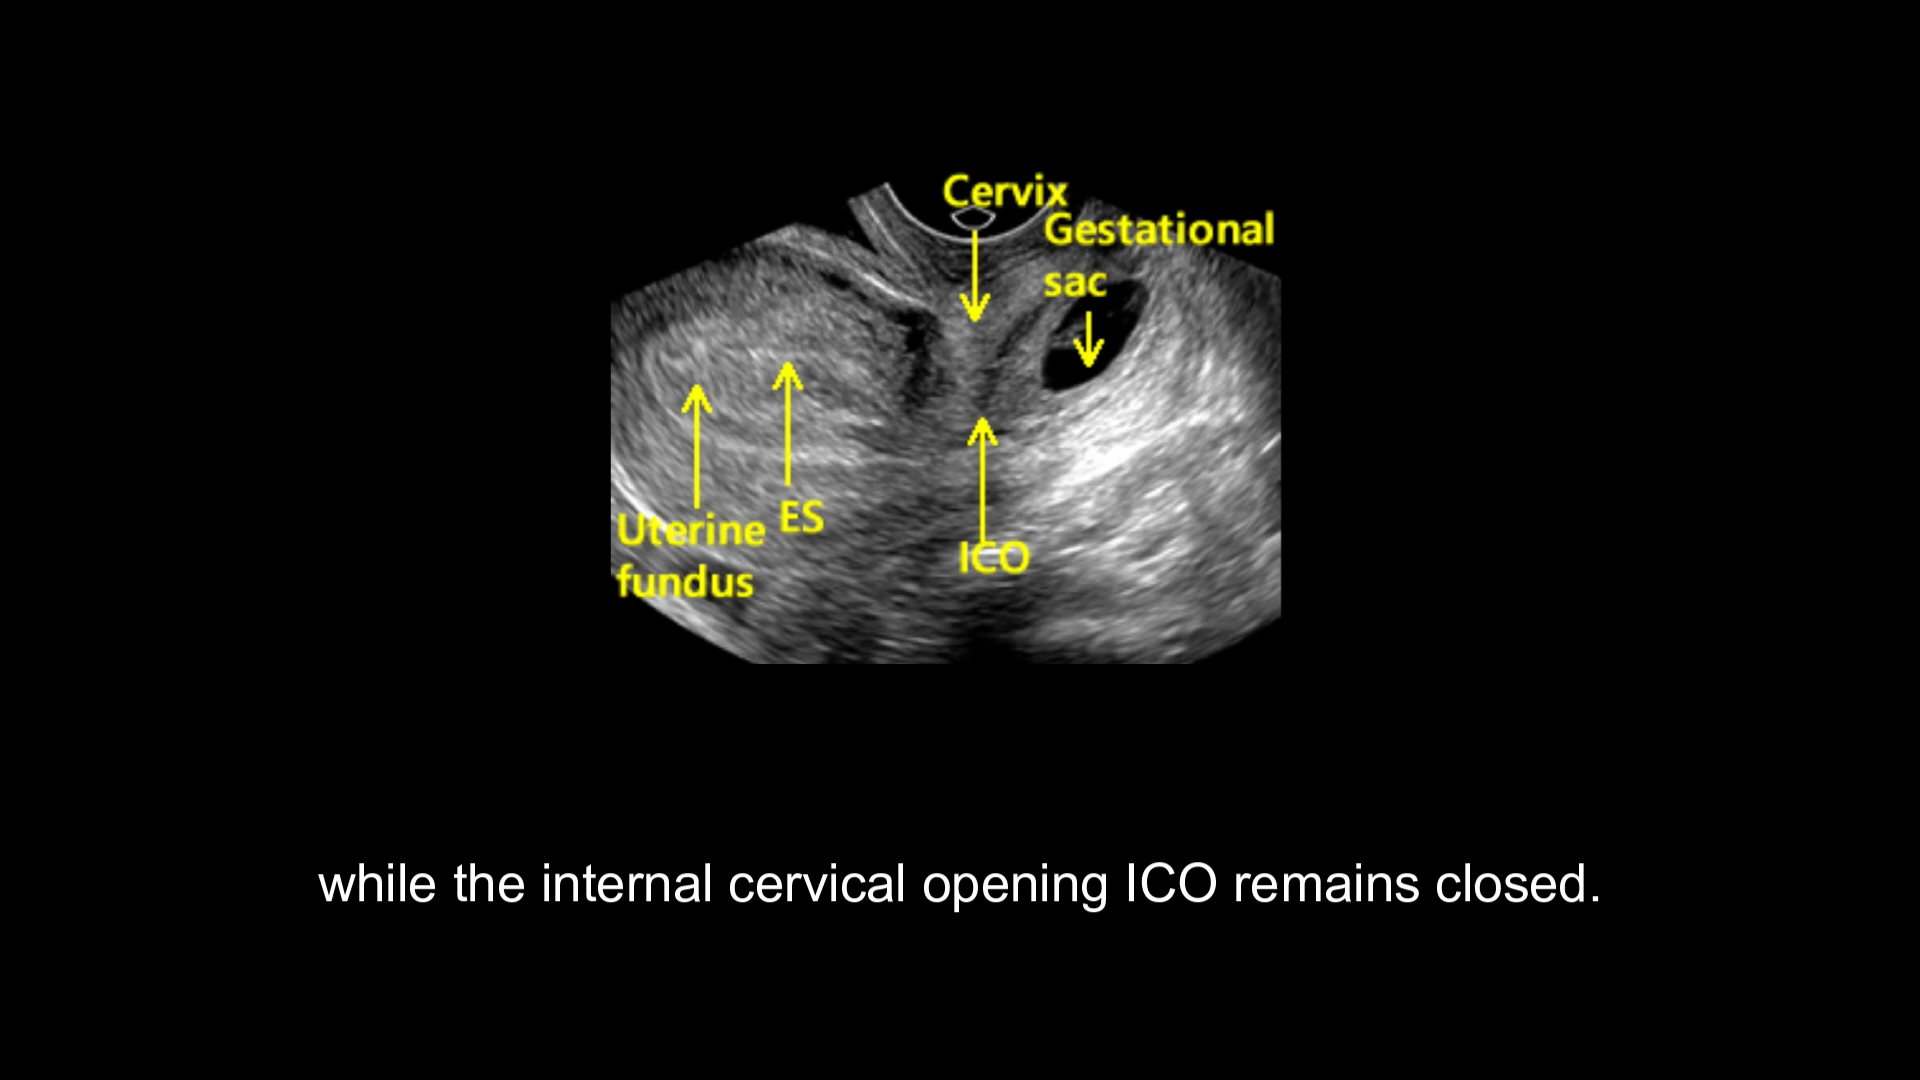 Cervix
Gestational
sac
ES
Uterine
fundus
ICO
while the internal cervical opening ICO remains closed.